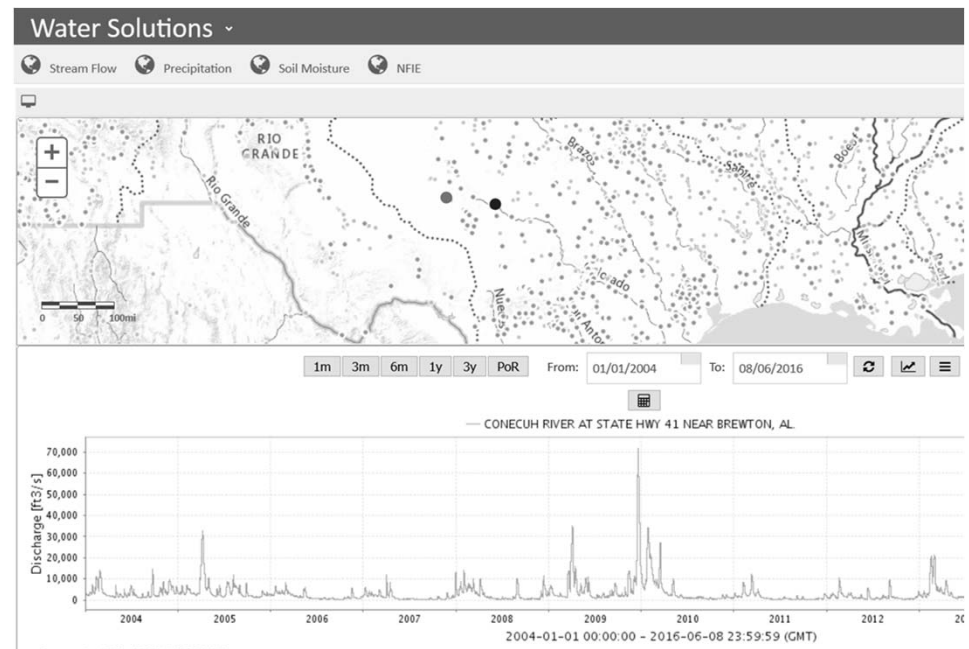 Water Solutions
Stream Flow Precipitation Soil Moisture NFIE
+
−
RIO
GRANDE
Rio Grande
Brazos
0 50 100mi
1m 3m 6m 1y 3y PoR From: 01/01/2004 To: 08/06/2016
CONECUH RIVER AT STATE HWY 41 NEAR BREWTON, AL.
Discharge [ft3/s]
70,000
60,000
50,000
40,000
30,000
20,000
10,000
0
2004 2005 2006 2007 2008 2009 2010 2011 2012
2004-01-01 00:00:00 - 2016-06-08 23:59:59 (GMT)